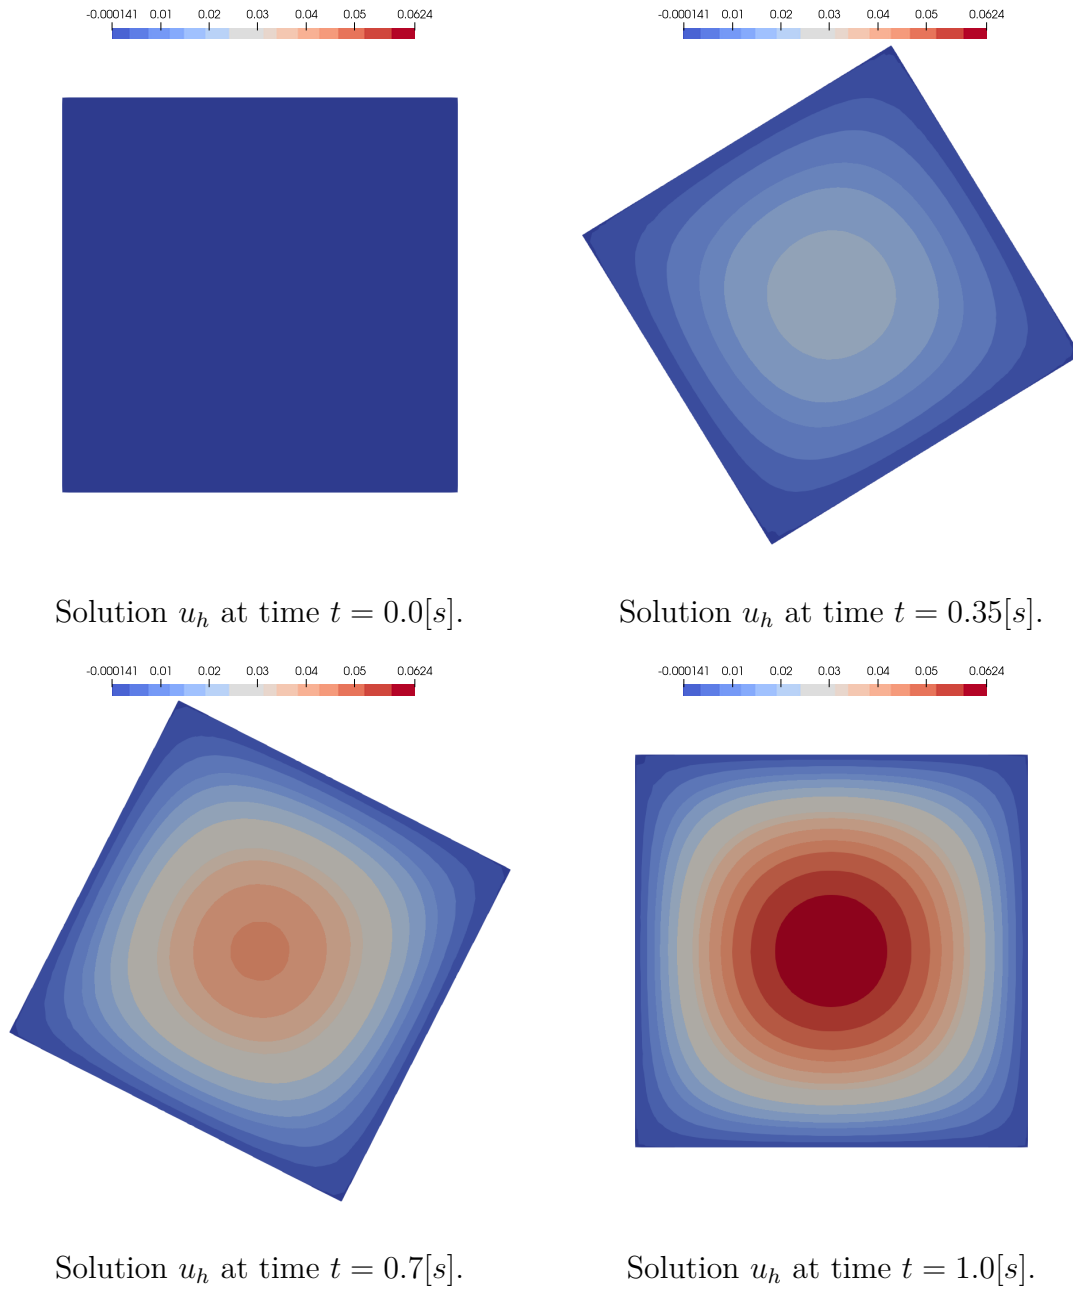 -0.000141 0.01 0.02 0.03 0.04 0.05 0.0624
-0.000141 0.01 0.02 0.03 0.04 0.05 0.0624
Solution $u_h$ at time $t = 0.0[s]$.
Solution $u_h$ at time $t = 0.35[s]$.
-0.000141 0.01 0.02 0.03 0.04 0.05 0.0624
-0.000141 0.01 0.02 0.03 0.04 0.05 0.0624
Solution $u_h$ at time $t = 0.7[s]$.
Solution $u_h$ at time $t = 1.0[s]$.